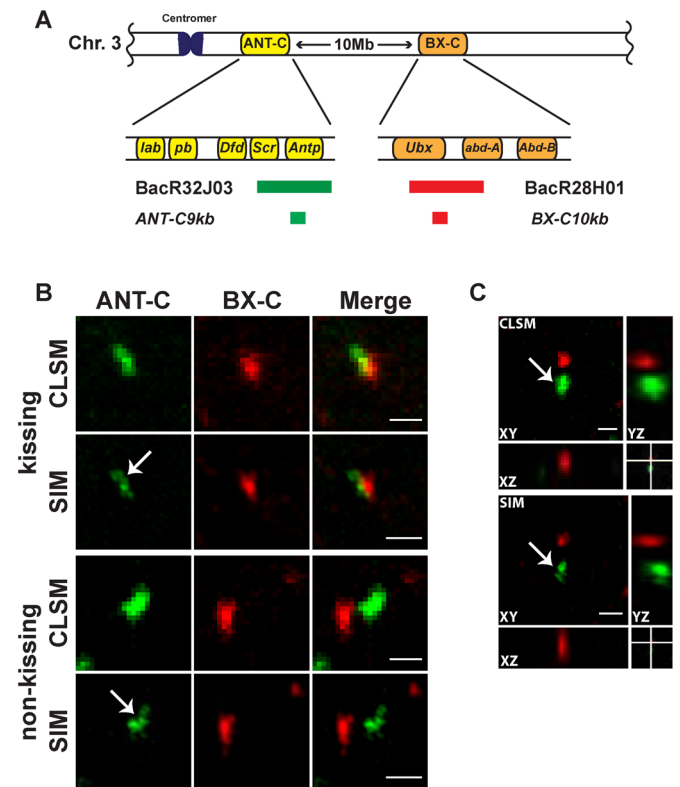 A
Centromer
Chr. 3
ANT-C
10Mb
BX-C
lab
pb
Dfd
Scr
Antp
Ubx
abd-A
Abd-B
BacR32J03
BacR28H01
ANT-C9kb
BX-C10kb
B
ANT-C
BX-C
Merge
kissing
CLSM
SIM
non-kissing
CLSM
SIM
C
CLSM
XY
YZ
XZ
SIM
XY
YZ
XZ